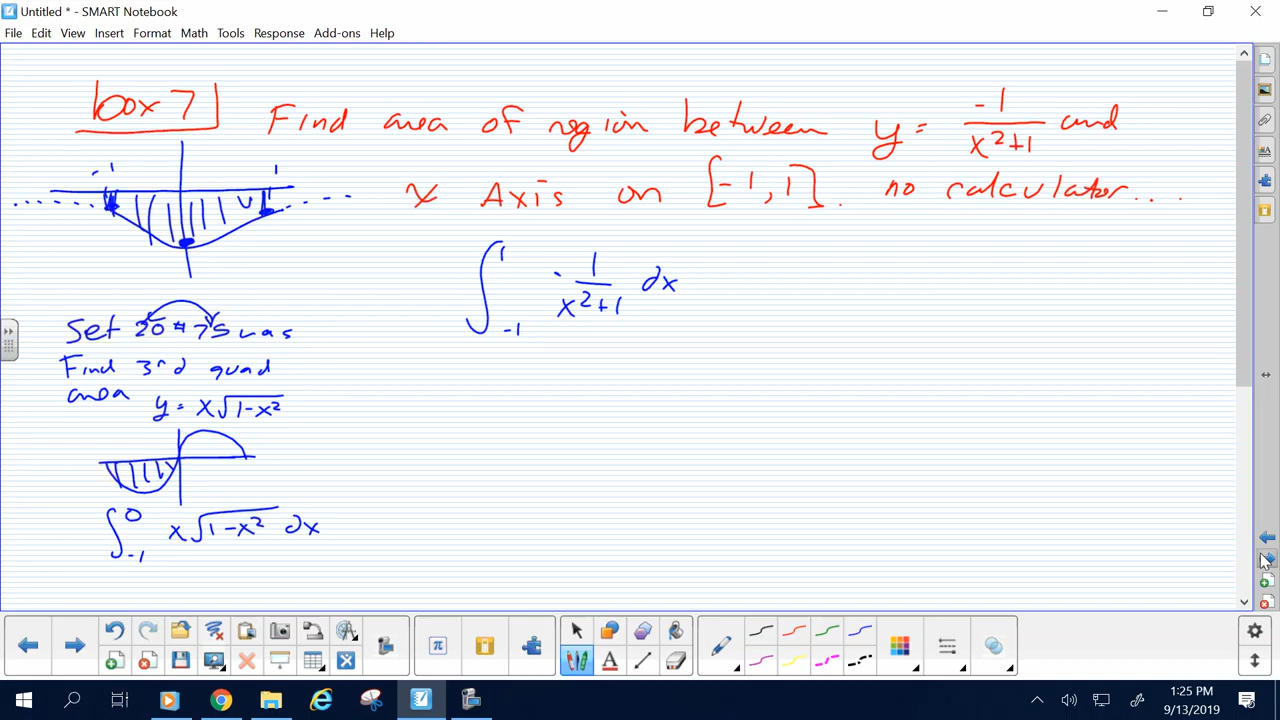 Untitled * - SMART Notebook
File Edit View Insert Format Math Tools Response Add-ons Help
box 7 Find area of region between y = -1/(x²+1) and
x Axis on [-1, 1]. no calculator...
-1 1
∫₋₁¹ -1/(x²+1) dx
Set 20 # 75 was
Find 3rd quad
area y = x√(1-x²)
∫₋₁⁰ x√(1-x²) dx
1:25 PM
9/13/2019